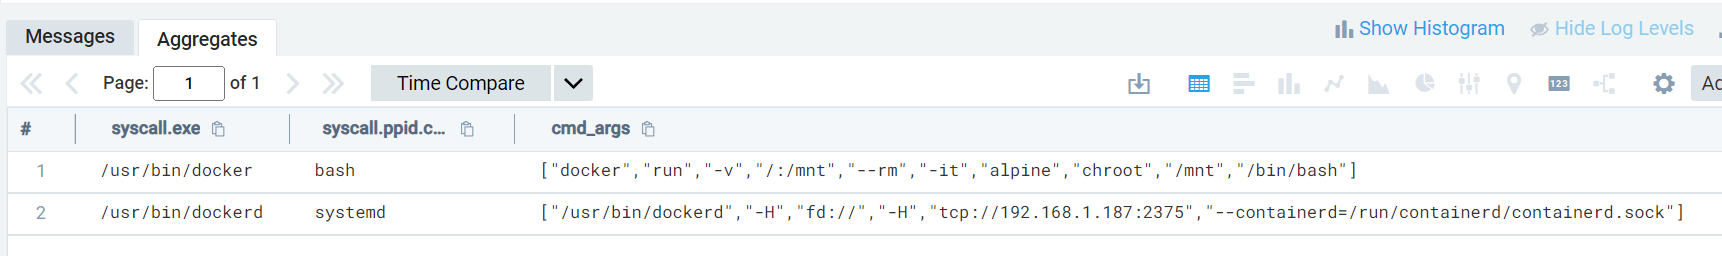 Messages Aggregates Show Histogram Hide Log Levels
Page: 1 of 1 Time Compare 123
# syscall.exe syscall.ppid.c... cmd_args
1 /usr/bin/docker bash ["docker","run","-v","/:/mnt","--rm","-it","alpine","chroot","/mnt","/bin/bash"]
2 /usr/bin/dockerd systemd ["/usr/bin/dockerd","-H","fd://","-H","tcp://192.168.1.187:2375","--containerd=/run/containerd/containerd.sock"]